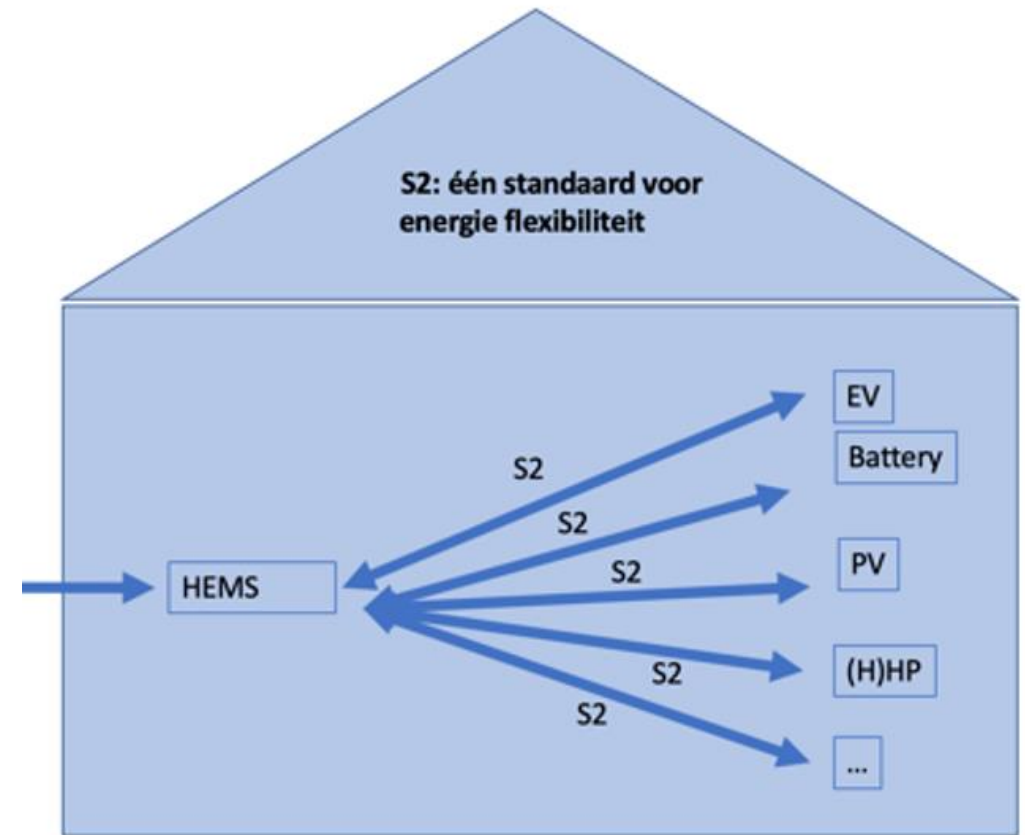 S2: één standaard voor
energie flexibiliteit
EV
Battery
S2
S2
S2
PV
HEMS
S2
(H)HP
S2
...